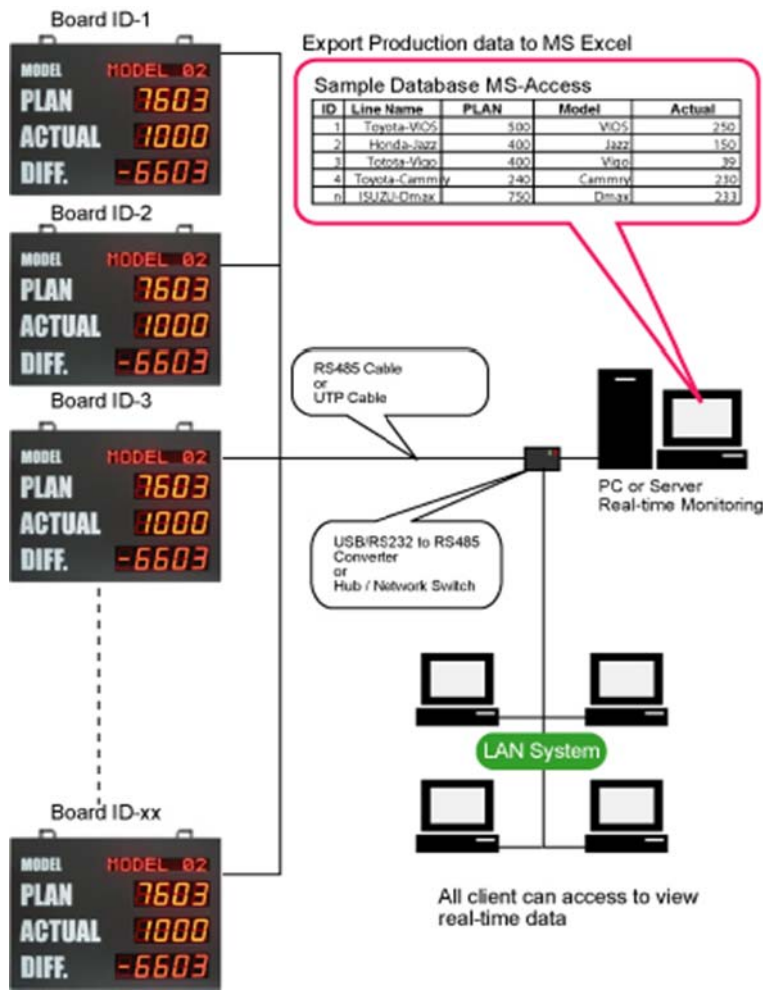 Board ID-1
MODEL MODEL 02
PLAN 7603
ACTUAL 1000
DIFF. -6603
Board ID-2
MODEL MODEL 02
PLAN 7603
ACTUAL 1000
DIFF. -6603
Board ID-3
MODEL MODEL 02
PLAN 7603
ACTUAL 1000
DIFF. -6603
Board ID-xx
MODEL MODEL 02
PLAN 7603
ACTUAL 1000
DIFF. -6603
Export Production data to MS Excel
Sample Database MS-Access
ID Line Name PLAN Model Actual
1 Toyota-VIOS 500 VIOS 250
2 Honda-Jazz 400 Jazz 150
3 Totosa-Vigo 400 Vigo 39
4 Toyota-Cammry 240 Cammry 230
n ISUZU-Dmax 750 Dmax 233
RS485 Cable
or
UTP Cable
PC or Server
Real-time Monitoring
USB/RS232 to RS485
Converter
or
Hub / Network Switch
LAN System
All client can access to view
real-time data